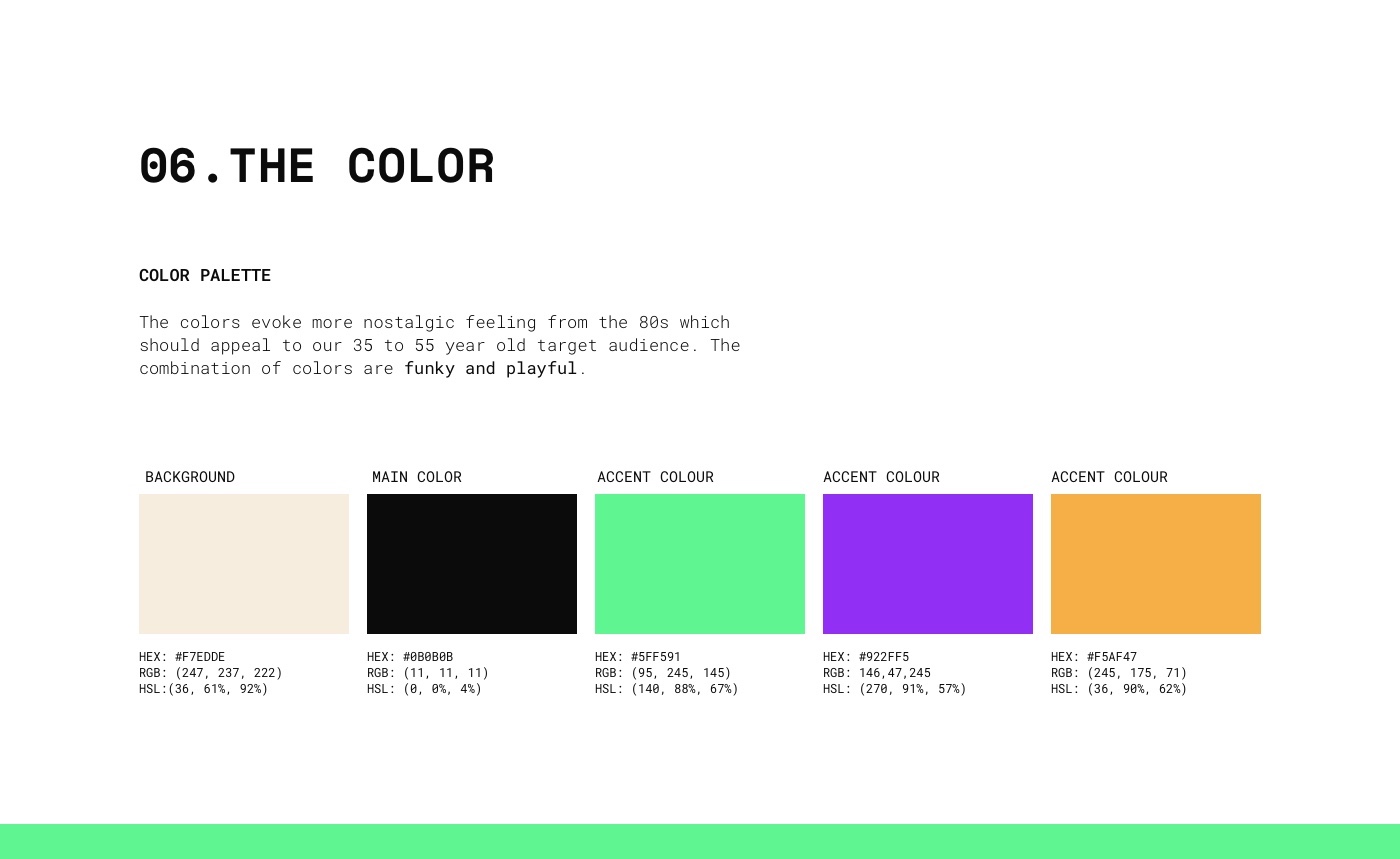 06.THE COLOR
COLOR PALETTE
The colors evoke more nostalgic feeling from the 80s which
should appeal to our 35 to 55 year old target audience. The
combination of colors are funky and playful.
BACKGROUND
HEX: #F7EDDE
RGB: (247, 237, 222)
HSL:(36, 61%, 92%)
MAIN COLOR
HEX: #0B0B0B
RGB: (11, 11, 11)
HSL: (0, 0%, 4%)
ACCENT COLOUR
HEX: #5FF591
RGB: (95, 245, 145)
HSL: (140, 88%, 67%)
ACCENT COLOUR
HEX: #922FF5
RGB: 146,47,245
HSL: (270, 91%, 57%)
ACCENT COLOUR
HEX: #F5AF47
RGB: (245, 175, 71)
HSL: (36, 90%, 62%)